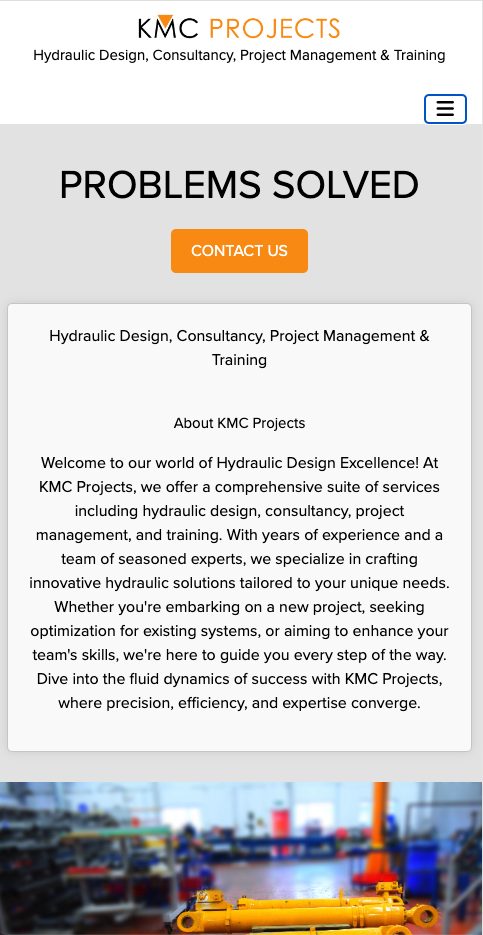 KMC PROJECTS
Hydraulic Design, Consultancy, Project Management & Training
PROBLEMS SOLVED
CONTACT US
Hydraulic Design, Consultancy, Project Management &
Training
About KMC Projects
Welcome to our world of Hydraulic Design Excellence! At
KMC Projects, we offer a comprehensive suite of services
including hydraulic design, consultancy, project
management, and training. With years of experience and a
team of seasoned experts, we specialize in crafting
innovative hydraulic solutions tailored to your unique needs.
Whether you're embarking on a new project, seeking
optimization for existing systems, or aiming to enhance your
team's skills, we're here to guide you every step of the way.
Dive into the fluid dynamics of success with KMC Projects,
where precision, efficiency, and expertise converge.